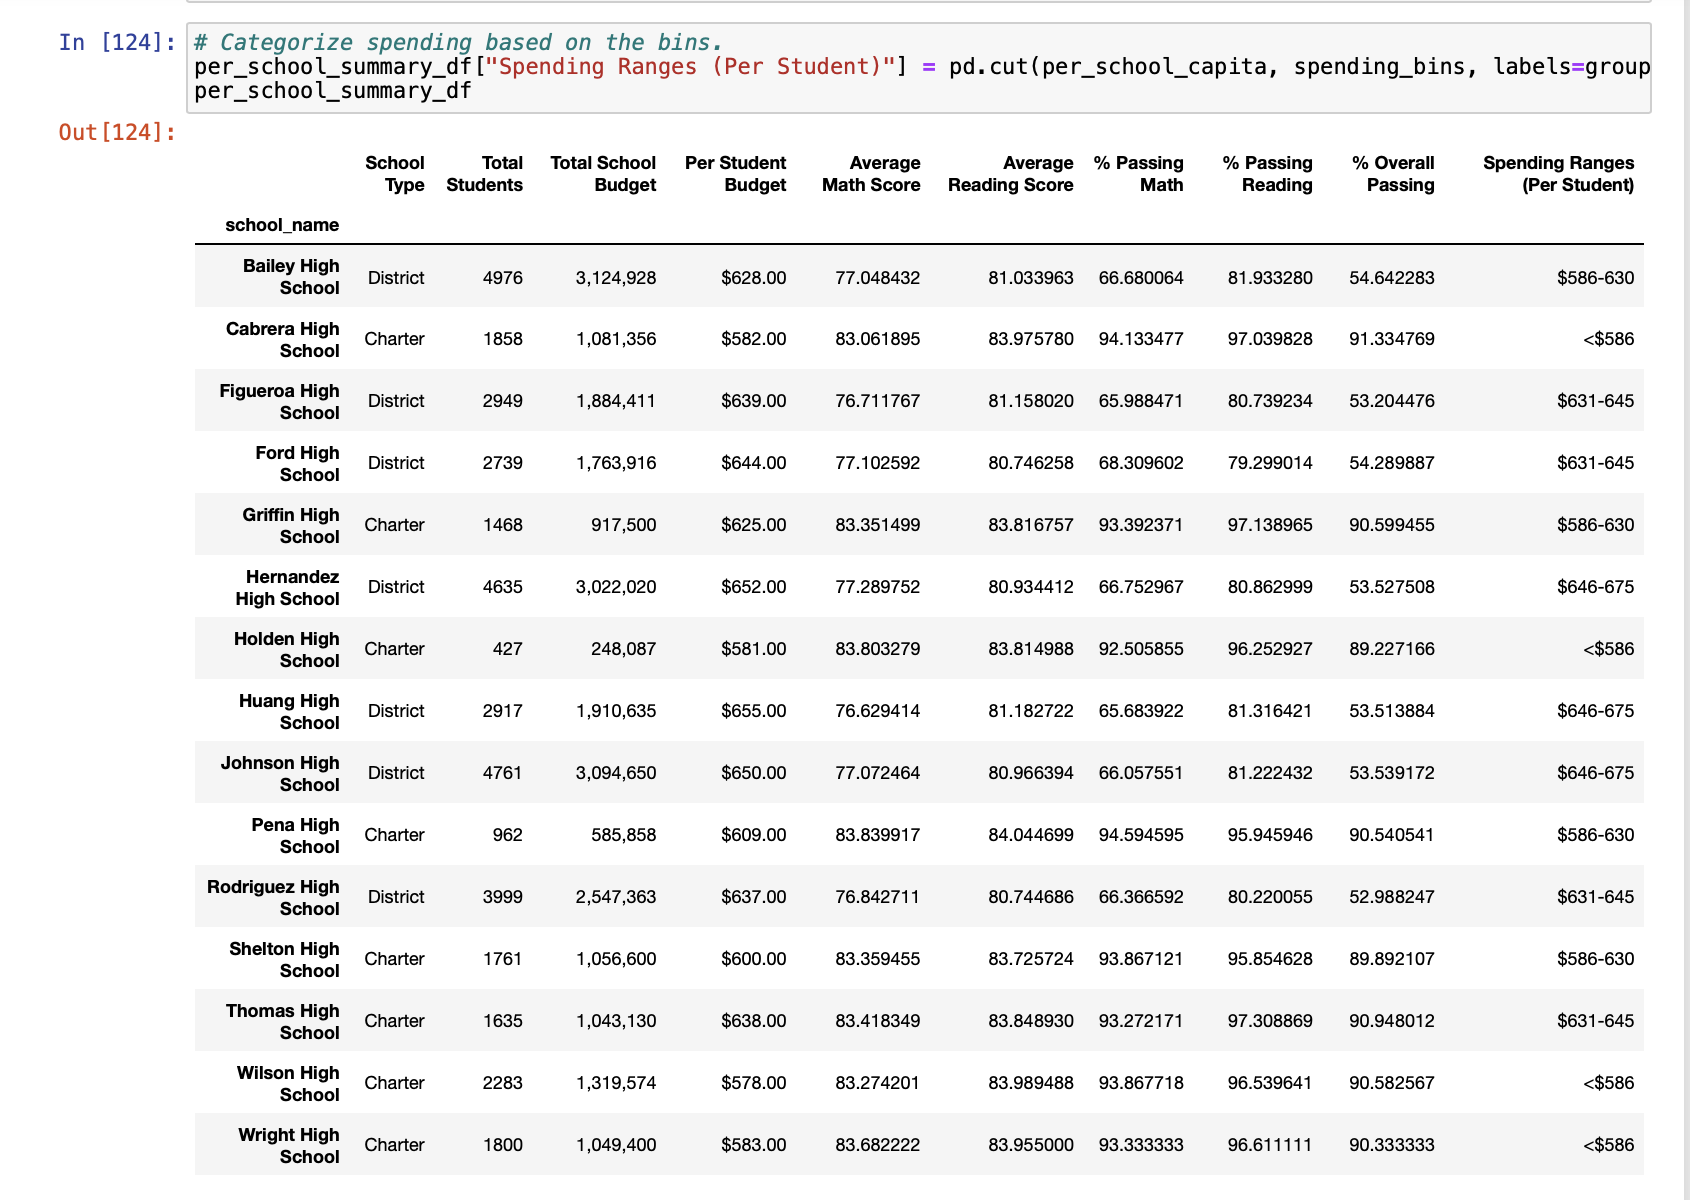 In [124]:
# Categorize spending based on the bins.
per_school_summary_df["Spending Ranges (Per Student)"] = pd.cut(per_school_capita, spending_bins, labels=group
per_school_summary_df
Out[124]:
School Type Total Students Total School Budget Per Student Budget Average Math Score Average Reading Score % Passing Math % Passing Reading % Overall Passing Spending Ranges (Per Student)
school_name
Bailey High School District 4976 3,124,928 $628.00 77.048432 81.033963 66.680064 81.933280 54.642283 $586-630
Cabrera High School Charter 1858 1,081,356 $582.00 83.061895 83.975780 94.133477 97.039828 91.334769 <$586
Figueroa High School District 2949 1,884,411 $639.00 76.711767 81.158020 65.988471 80.739234 53.204476 $631-645
Ford High School District 2739 1,763,916 $644.00 77.102592 80.746258 68.309602 79.299014 54.289887 $631-645
Griffin High School Charter 1468 917,500 $625.00 83.351499 83.816757 93.392371 97.138965 90.599455 $586-630
Hernandez High School District 4635 3,022,020 $652.00 77.289752 80.934412 66.752967 80.862999 53.527508 $646-675
Holden High School Charter 427 248,087 $581.00 83.803279 83.814988 92.505855 96.252927 89.227166 <$586
Huang High School District 2917 1,910,635 $655.00 76.629414 81.182722 65.683922 81.316421 53.513884 $646-675
Johnson High School District 4761 3,094,650 $650.00 77.072464 80.966394 66.057551 81.222432 53.539172 $646-675
Pena High School Charter 962 585,858 $609.00 83.839917 84.044699 94.594595 95.945946 90.540541 $586-630
Rodriguez High School District 3999 2,547,363 $637.00 76.842711 80.744686 66.366592 80.220055 52.988247 $631-645
Shelton High School Charter 1761 1,056,600 $600.00 83.359455 83.725724 93.867121 95.854628 89.892107 $586-630
Thomas High School Charter 1635 1,043,130 $638.00 83.418349 83.848930 93.272171 97.308869 90.948012 $631-645
Wilson High School Charter 2283 1,319,574 $578.00 83.274201 83.989488 93.867718 96.539641 90.582567 <$586
Wright High School Charter 1800 1,049,400 $583.00 83.682222 83.955000 93.333333 96.611111 90.333333 <$586